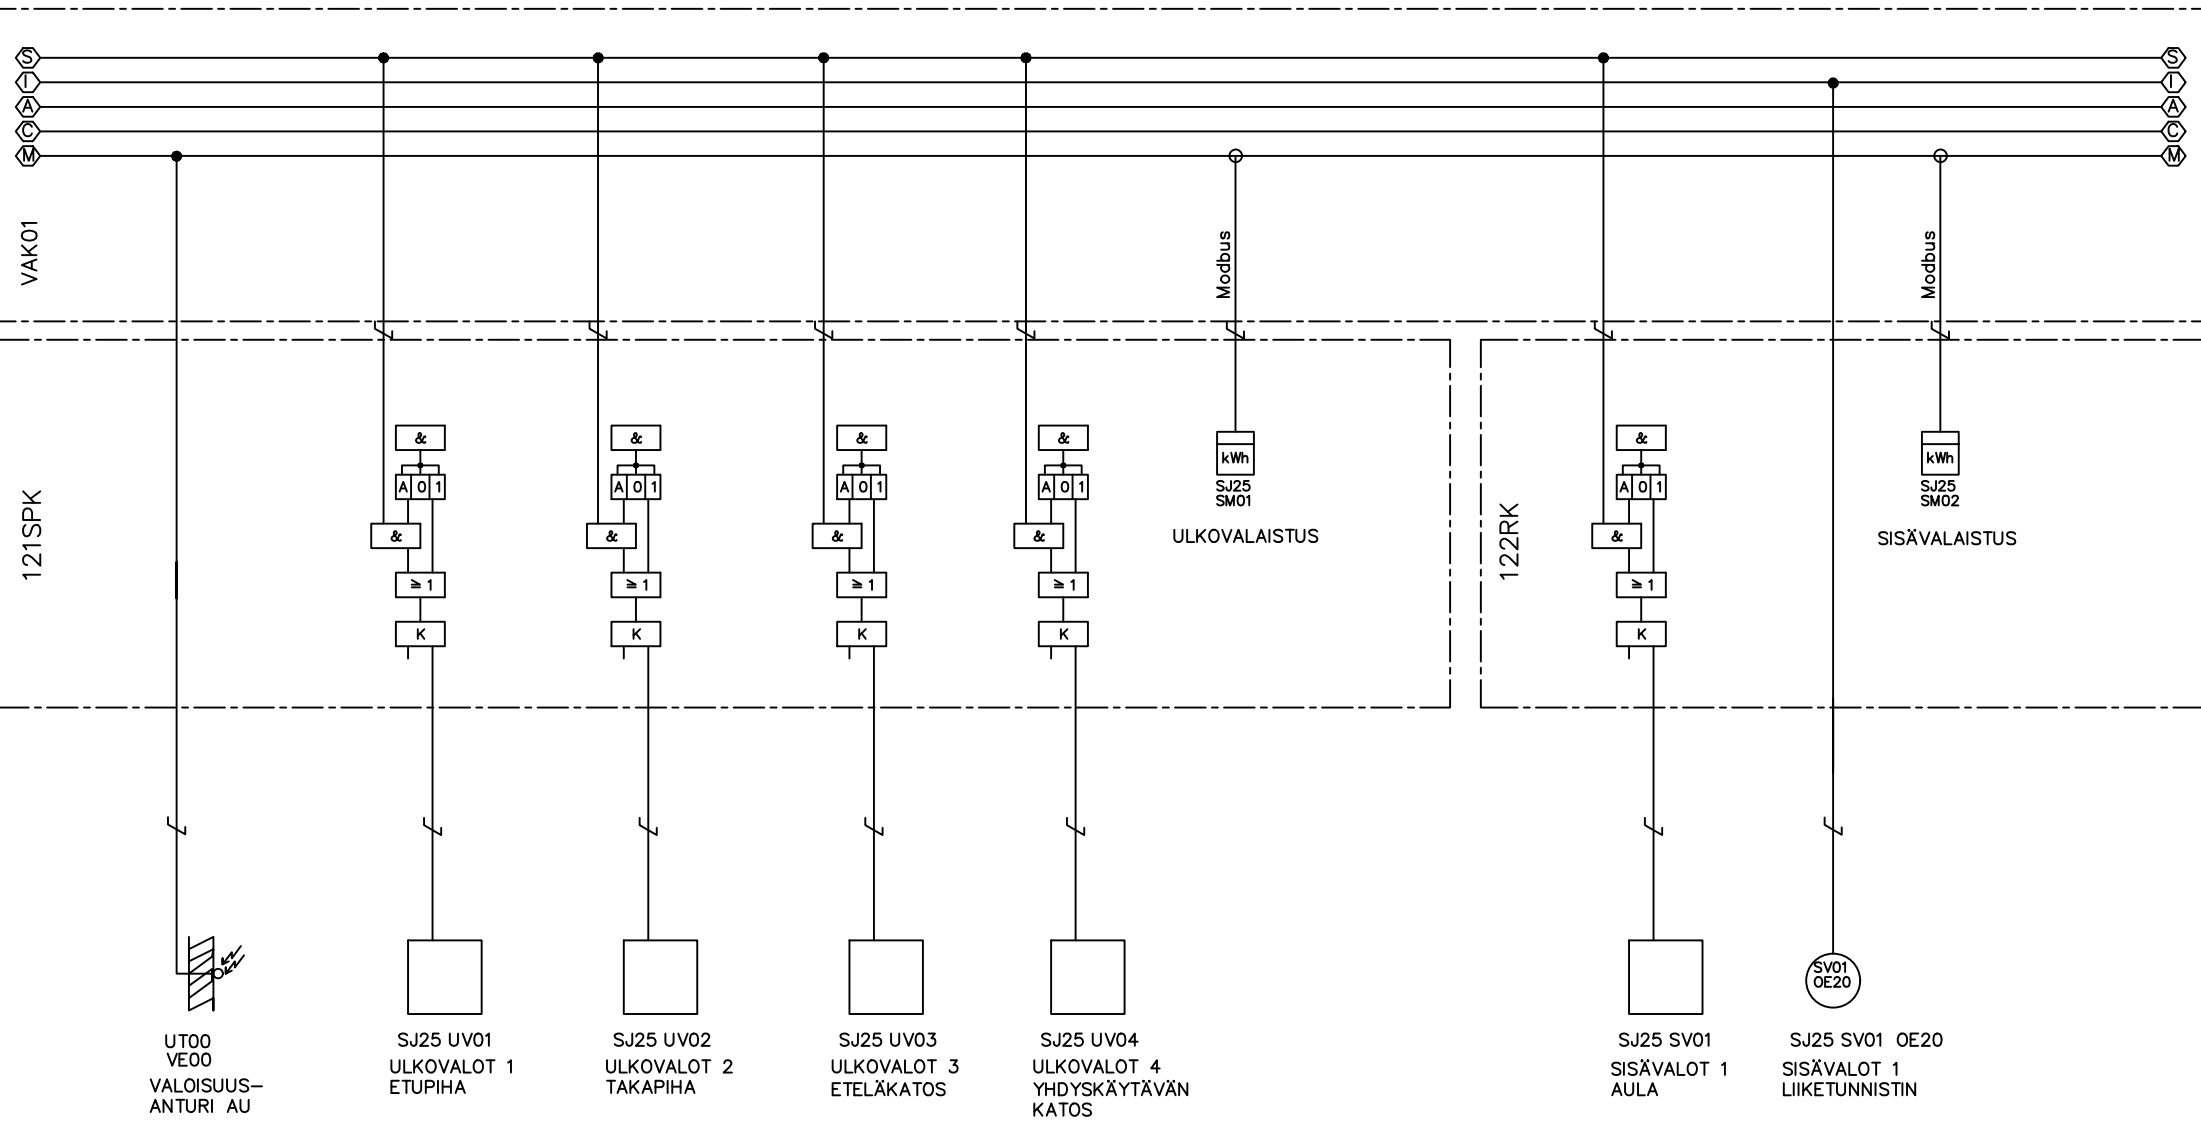 S S
I I
A A
C C
M M
VAK01
Modbus
Modbus
121SPK
122RK
& & & & &
A 0 1 A 0 1 A 0 1 A 0 1 A 0 1
& & & & &
≥ 1 ≥ 1 ≥ 1 ≥ 1 ≥ 1
K K K K K
kWh
SJ25
SM01
ULKOVALAISTUS
kWh
SJ25
SM02
SISÄVALAISTUS
SV01
OE20
UT00
VE00
VALOISUUS-
ANTURI AU
SJ25 UV01
ULKOVALOT 1
ETUPIHA
SJ25 UV02
ULKOVALOT 2
TAKAPIHA
SJ25 UV03
ULKOVALOT 3
ETELÄKATOS
SJ25 UV04
ULKOVALOT 4
YHDYSKÄYTÄVÄN
KATOS
SJ25 SV01
SISÄVALOT 1
AULA
SJ25 SV01 OE20
SISÄVALOT 1
LIIKETUNNISTIN